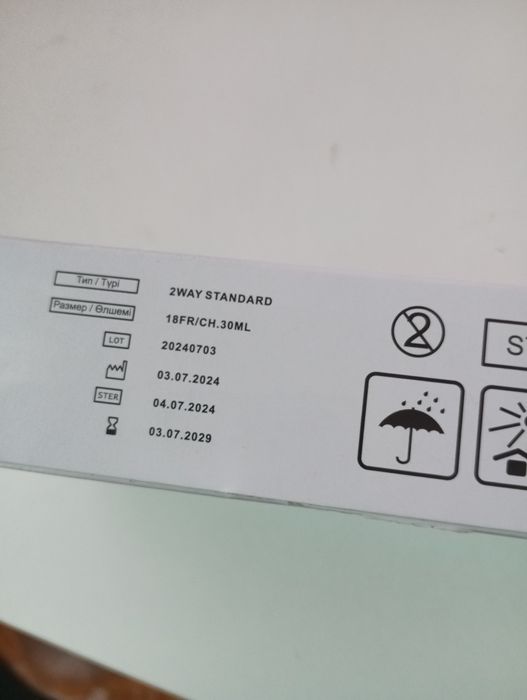 Тип / Түрі 2WAY STANDARD
Размер / Өлшемі 18FR/CH.30ML
LOT 20240703
03.07.2024
STER 04.07.2024
03.07.2029
2